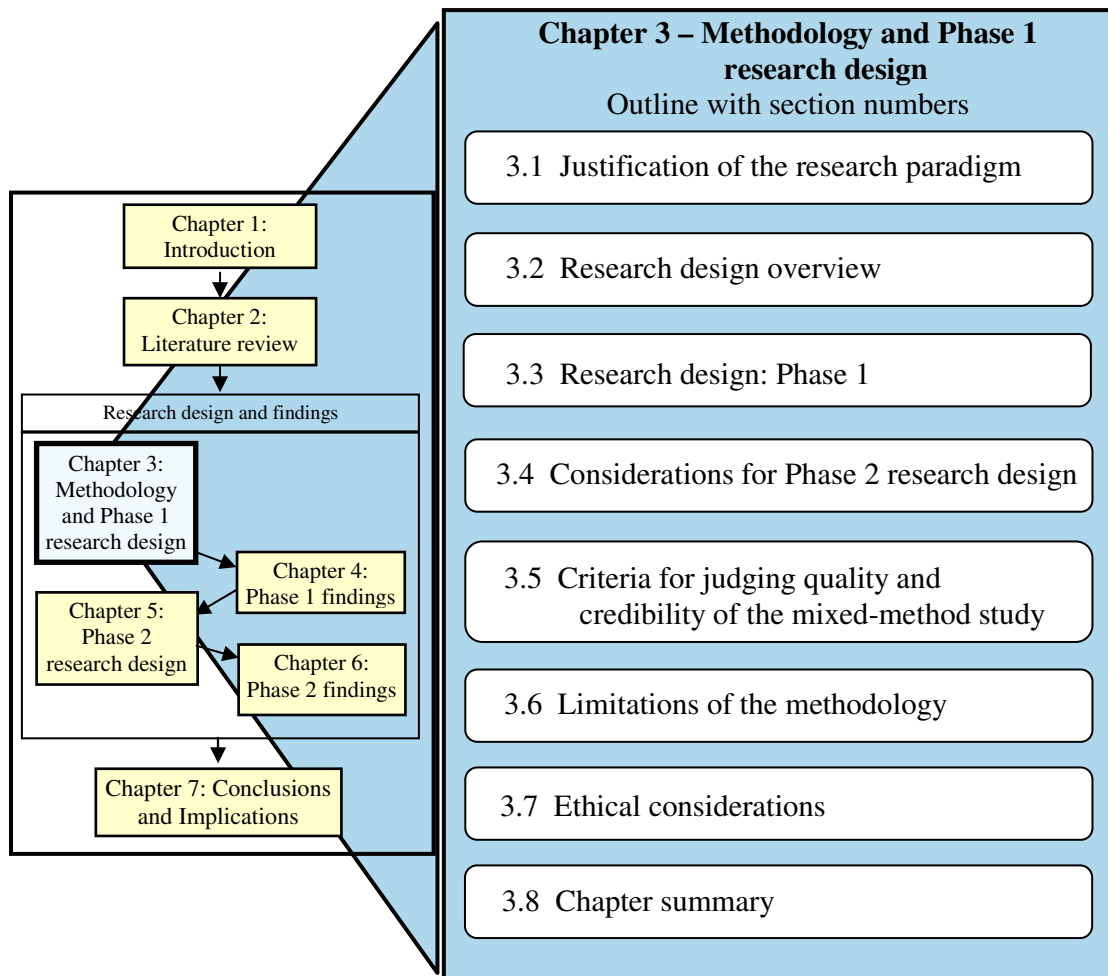 Chapter 1:
Introduction
Chapter 2:
Literature review
Research design and findings
Chapter 3:
Methodology
and Phase 1
research design
Chapter 4:
Phase 1 findings
Chapter 5:
Phase 2
research design
Chapter 6:
Phase 2 findings
Chapter 7: Conclusions
and Implications
Chapter 3 – Methodology and Phase 1
research design
Outline with section numbers
3.1 Justification of the research paradigm
3.2 Research design overview
3.3 Research design: Phase 1
3.4 Considerations for Phase 2 research design
3.5 Criteria for judging quality and
credibility of the mixed-method study
3.6 Limitations of the methodology
3.7 Ethical considerations
3.8 Chapter summary